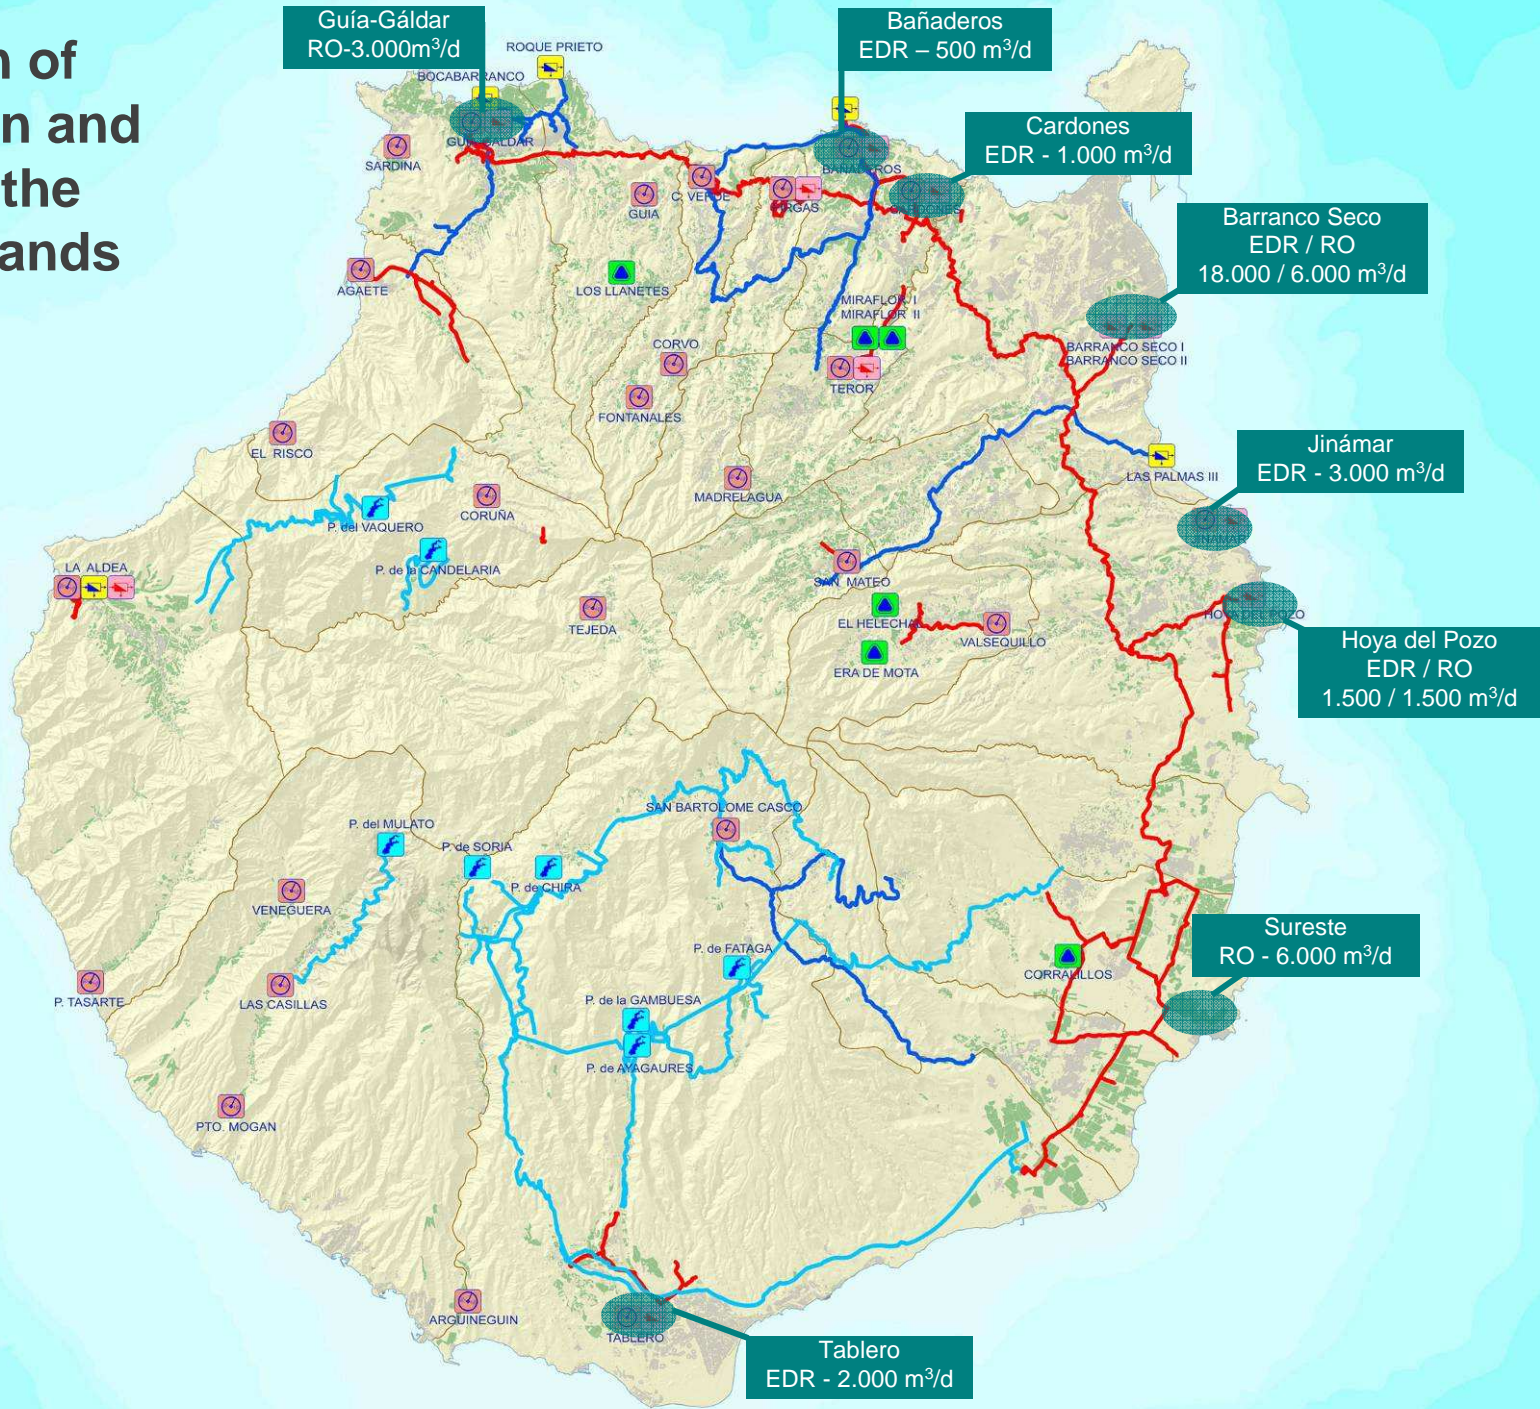 n of
n and
the
ands
Guía-Gáldar
RO-3.000m³/d
Bañaderos
EDR – 500 m³/d
ROQUE PRIETO
BOCABARRANCO
Cardones
EDR - 1.000 m³/d
SARDINA
GUIA
C. VERDE
BAÑADEROS
Barranco Seco
EDR / RO
18.000 / 6.000 m³/d
AGAETE
LOS LLANETES
MIRAFLOR I
MIRAFLOR II
CORVO
TEROR
BARRANCO SECO I
BARRANCO SECO II
FONTANALES
EL RISCO
Jinámar
EDR - 3.000 m³/d
LAS PALMAS III
MADRELAGUA
CORUÑA
P. del VAQUERO
JINAMAR
P. de la CANDELARIA
LA ALDEA
SAN MATEO
TEJEDA
EL HELECHAL
VALSEQUILLO
ERA DE MOTA
Hoya del Pozo
EDR / RO
1.500 / 1.500 m³/d
SAN BARTOLOME CASCO
P. del MULATO
P. de SORIA
P. de CHIRA
VENEGUERA
Sureste
RO - 6.000 m³/d
P. de FATAGA
CORRALILLOS
P. TASARTE
LAS CASILLAS
P. de la GAMBUESA
P. de AYAGAURES
PTO. MOGAN
ARGUINEGUIN
TABLERO
Tablero
EDR - 2.000 m³/d